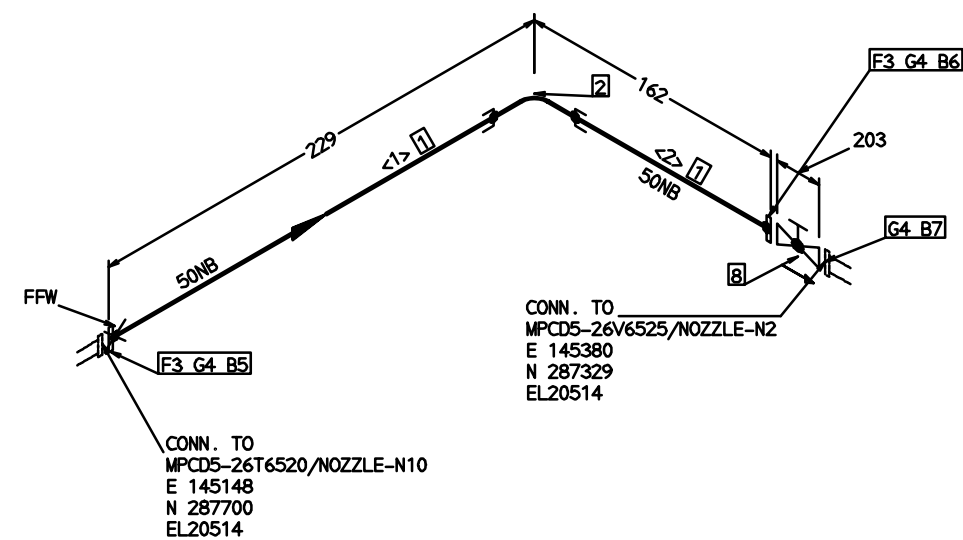 229
162
F3 G4 B6
203
2
<1> 1
<2> 1
50NB
50NB
G4 B7
8
FFW
F3 G4 B5
CONN. TO
MPCD5-26V6525/NOZZLE-N2
E 145380
N 287329
EL20514
CONN. TO
MPCD5-26T6520/NOZZLE-N10
E 145148
N 287700
EL20514